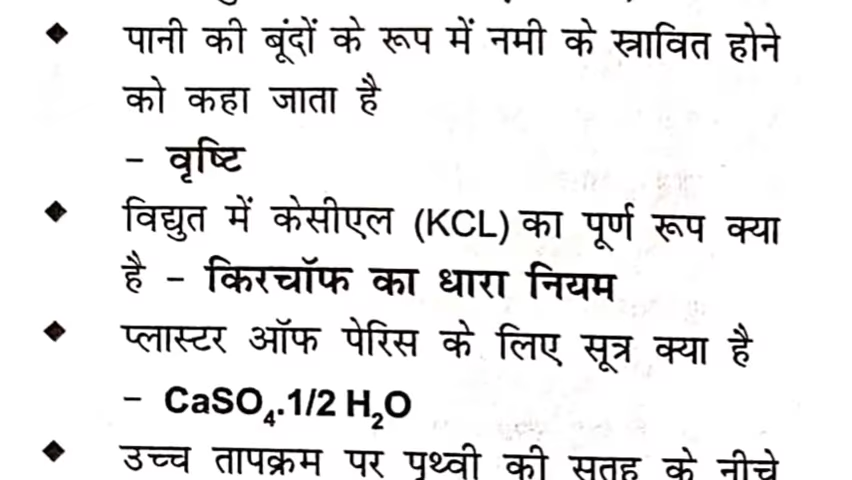 ◆ पानी की बूंदों के रूप में नमी के स्रावित होने
को कहा जाता है
– वृष्टि
◆ विद्युत में केसीएल (KCL) का पूर्ण रूप क्या
है – किरचॉफ का धारा नियम
◆ प्लास्टर ऑफ पेरिस के लिए सूत्र क्या है
– CaSO₄.1/2 H₂O
◆ उच्च तापक्रम पर पृथ्वी की सतह के नीचे